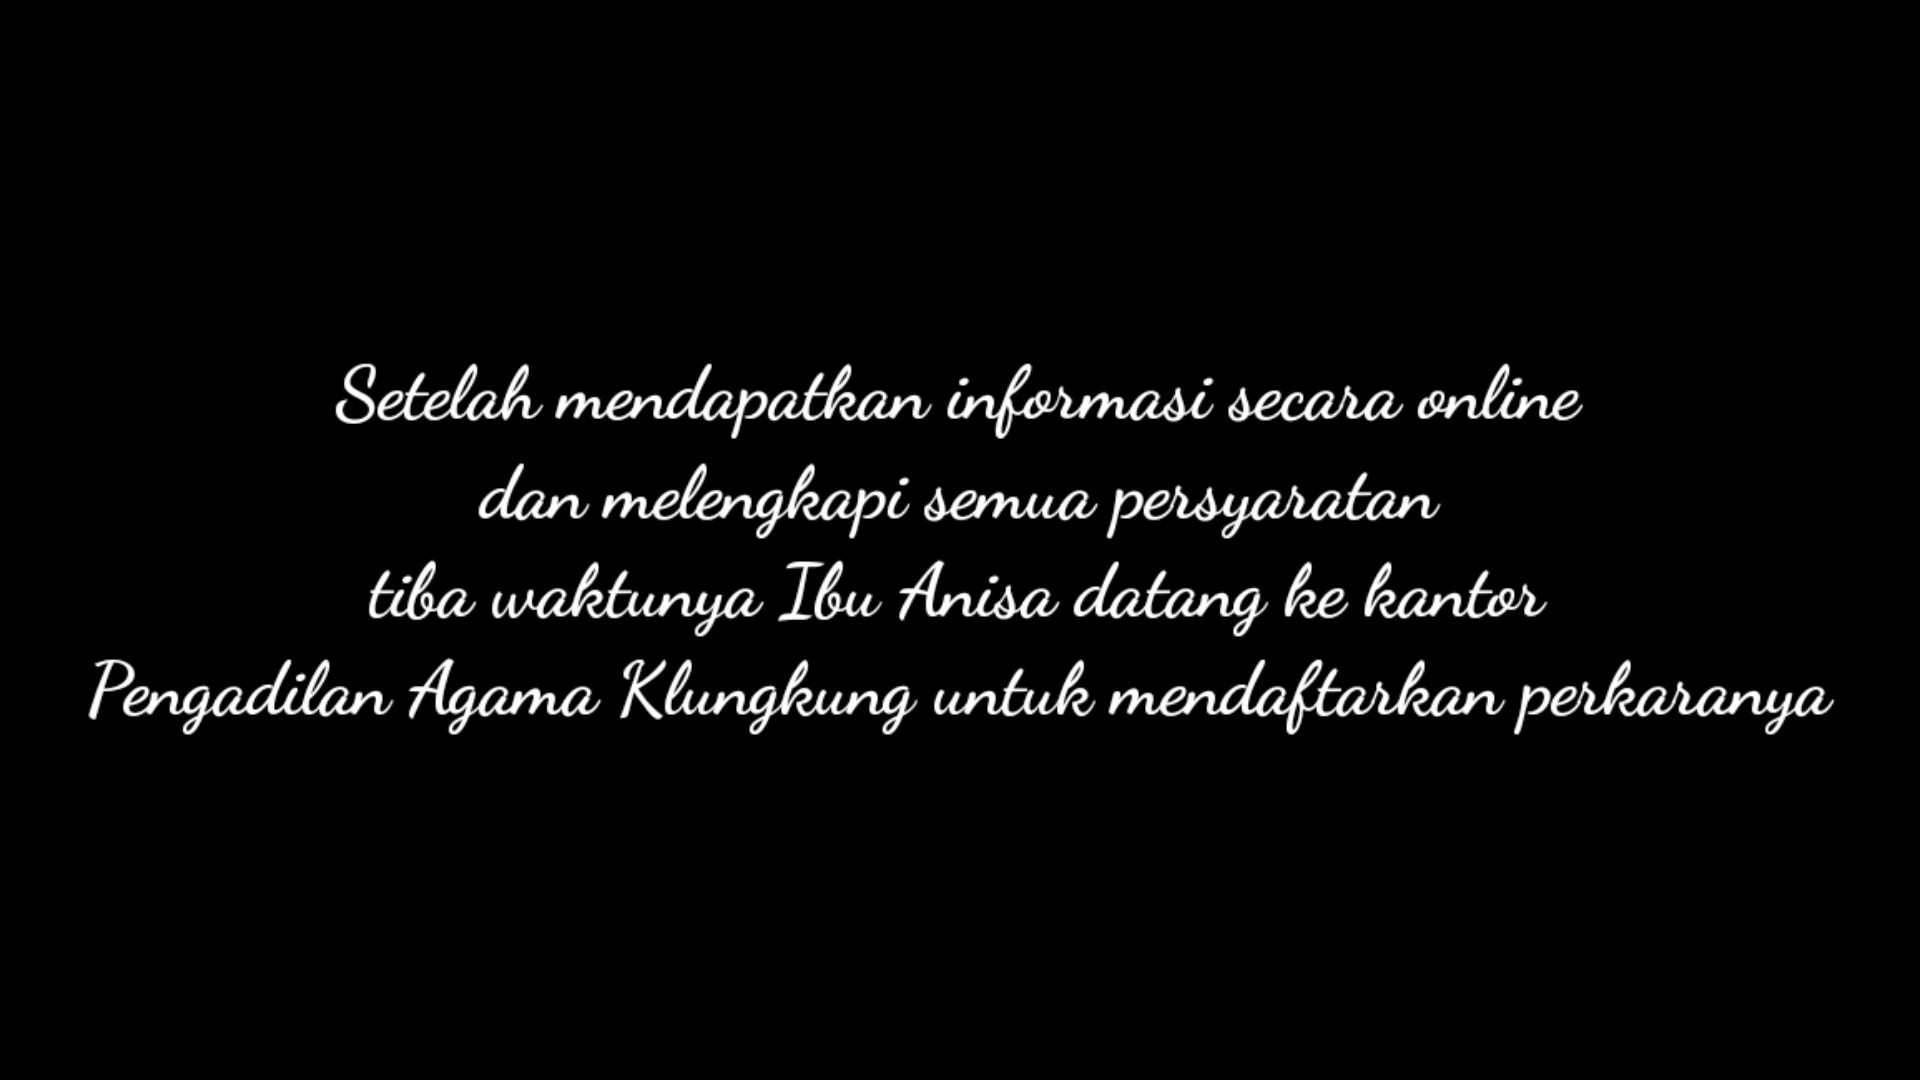 Setelah mendapatkan informasi secara online
dan melengkapi semua persyaratan
tiba waktunya Ibu Anisa datang ke kantor
Pengadilan Agama Klungkung untuk mendaftarkan perkaranya